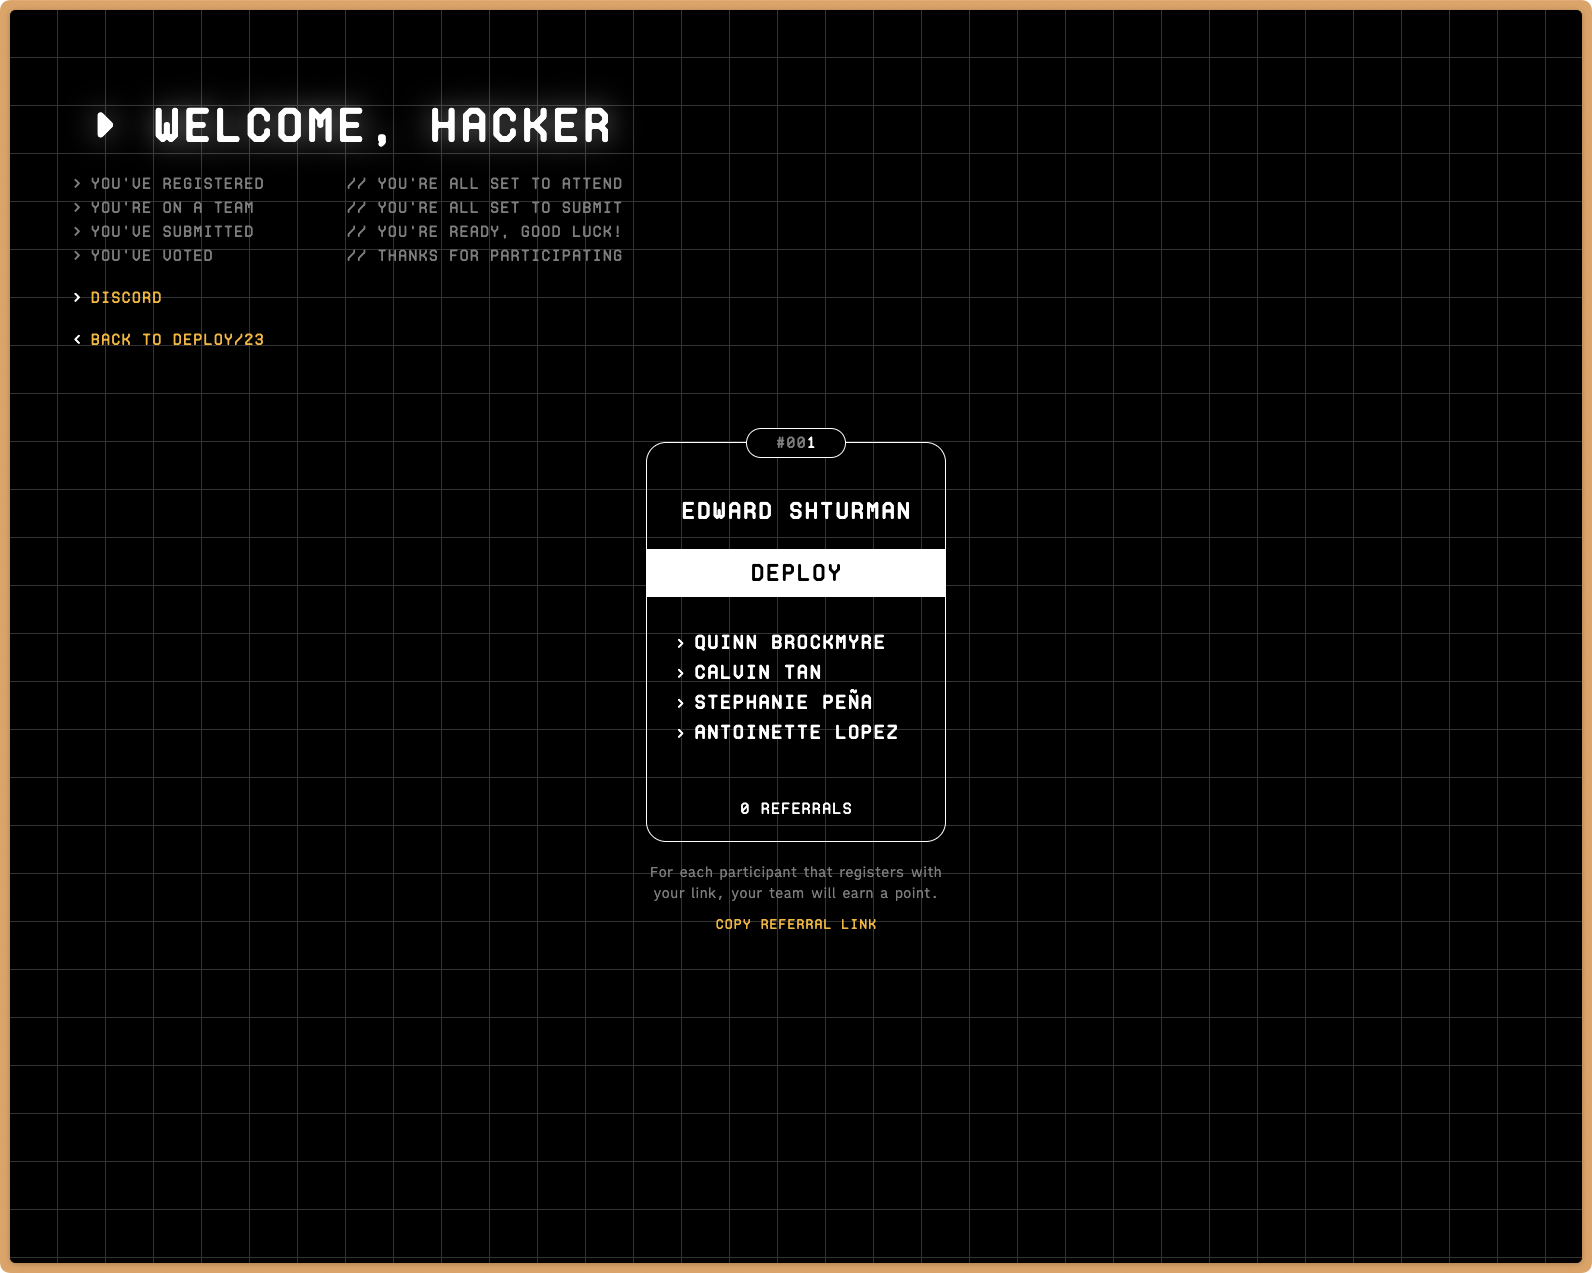 WELCOME, HACKER
> YOU'VE REGISTERED // YOU'RE ALL SET TO ATTEND
> YOU'RE ON A TEAM // YOU'RE ALL SET TO SUBMIT
> YOU'VE SUBMITTED // YOU'RE READY, GOOD LUCK!
> YOU'VE VOTED // THANKS FOR PARTICIPATING
> DISCORD
< BACK TO DEPLOY/23
#001
EDWARD SHTURMAN
DEPLOY
> QUINN BROCKMYRE
> CALVIN TAN
> STEPHANIE PEÑA
> ANTOINETTE LOPEZ
0 REFERRALS
For each participant that registers with
your link, your team will earn a point.
COPY REFERRAL LINK